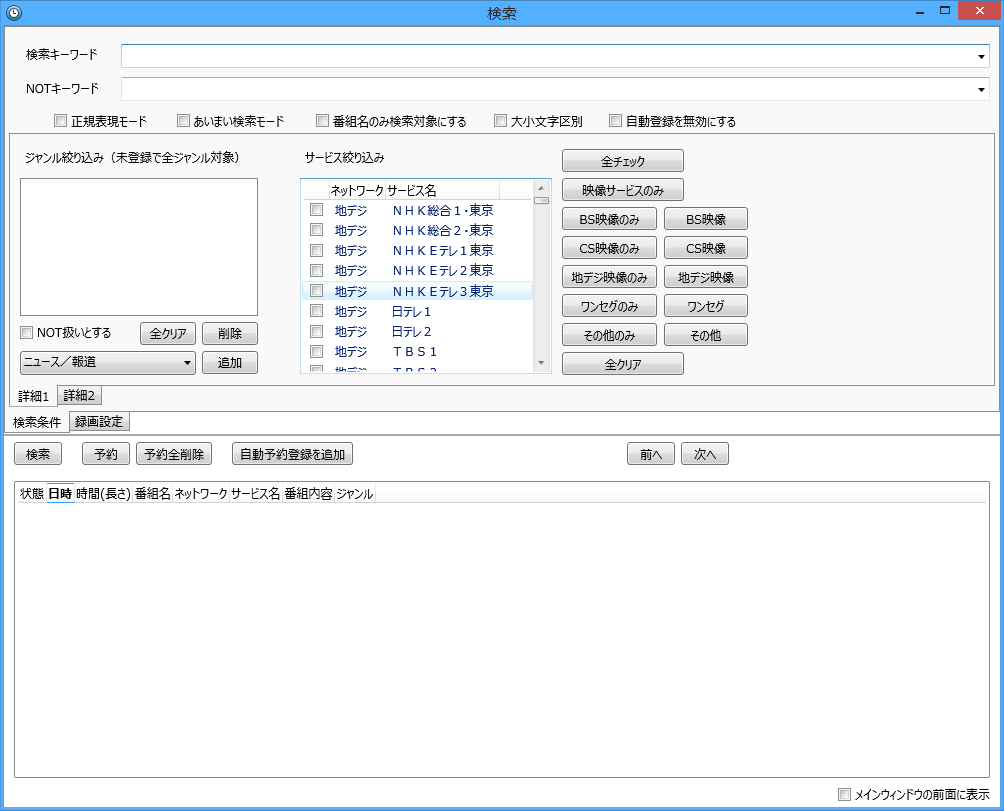 検索
検索キーワード
NOTキーワード
正規表現モード あいまい検索モード 番組名のみ検索対象にする 大小文字区別 自動登録を無効にする
ジャンル絞り込み（未登録で全ジャンル対象）
NOT扱いとする 全クリア 削除
ニュース／報道 追加
サービス絞り込み
ネットワーク サービス名
地デジ ＮＨＫ総合１・東京
地デジ ＮＨＫ総合２・東京
地デジ ＮＨＫＥテレ１東京
地デジ ＮＨＫＥテレ２東京
地デジ ＮＨＫＥテレ３東京
地デジ 日テレ１
地デジ 日テレ２
地デジ ＴＢＳ１
地デジ ＴＢＳ２
全チェック
映像サービスのみ
BS映像のみ BS映像
CS映像のみ CS映像
地デジ映像のみ 地デジ映像
ワンセグのみ ワンセグ
その他のみ その他
全クリア
詳細1 詳細2
検索条件 録画設定
検索 予約 予約全削除 自動予約登録を追加 前へ 次へ
状態 日時 時間(長さ) 番組名 ネットワーク サービス名 番組内容 ジャンル
メインウィンドウの前面に表示